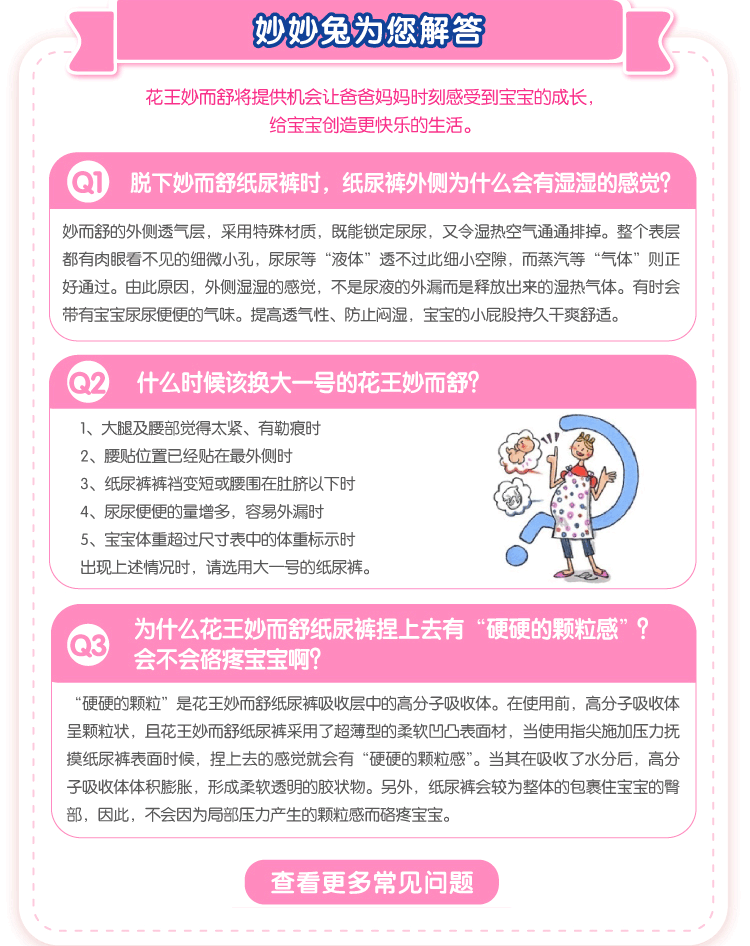 妙妙兔为您解答
花王妙而舒将提供机会让爸爸妈妈时刻感受到宝宝的成长，
给宝宝创造更快乐的生活。
Q1 脱下妙而舒纸尿裤时，纸尿裤外侧为什么会有湿湿的感觉？
妙而舒的外侧透气层，采用特殊材质，既能锁定尿尿，又令湿热空气通通排掉。整个表层
都有肉眼看不见的细微小孔，尿尿等“液体”透不过此细小空隙，而蒸汽等“气体”则正
好通过。由此原因，外侧湿湿的感觉，不是尿液的外漏而是释放出来的湿热气体。有时会
带有宝宝尿尿便便的气味。提高透气性、防止闷湿，宝宝的小屁股持久干爽舒适。
Q2 什么时候该换大一号的花王妙而舒？
1、大腿及腰部觉得太紧、有勒痕时
2、腰贴位置已经贴在最外侧时
3、纸尿裤裤裆变短或腰围在肚脐以下时
4、尿尿便便的量增多，容易外漏时
5、宝宝体重超过尺寸表中的体重标示时
出现上述情况时，请选用大一号的纸尿裤。
Q3 为什么花王妙而舒纸尿裤捏上去有“硬硬的颗粒感”？
会不会硌疼宝宝啊？
“硬硬的颗粒”是花王妙而舒纸尿裤吸收层中的高分子吸收体。在使用前，高分子吸收体
呈颗粒状，且花王妙而舒纸尿裤采用了超薄型的柔软凹凸表面材，当使用指尖施加压力抚
摸纸尿裤表面时候，捏上去的感觉就会有“硬硬的颗粒感”。当其在吸收了水分后，高分
子吸收体体积膨胀，形成柔软透明的胶状物。另外，纸尿裤会较为整体的包裹住宝宝的臀
部，因此，不会因为局部压力产生的颗粒感而硌疼宝宝。
查看更多常见问题